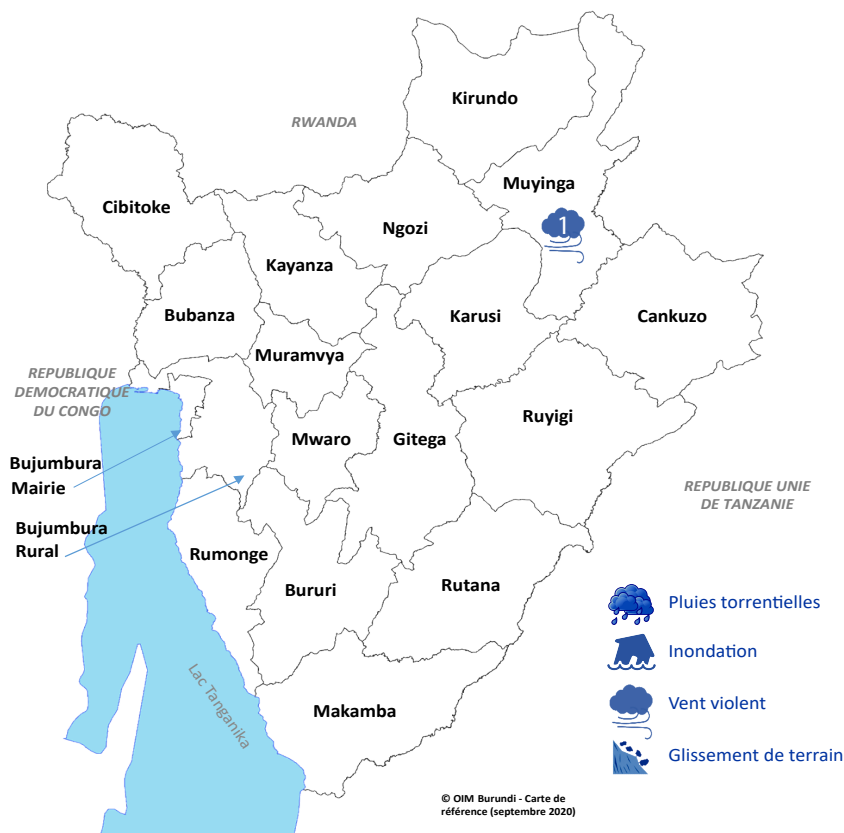 Kirundo
RWANDA
Muyinga
1
Cibitoke
Ngozi
Kayanza
Bubanza
Karusi
Cankuzo
Muramvya
REPUBLIQUE
DEMOCRATIQUE
DU CONGO
Ruyigi
Mwaro
Gitega
Bujumbura
Mairie
REPUBLIQUE UNIE
DE TANZANIE
Bujumbura
Rural
Rumonge
Bururi
Rutana
Pluies torrentielles
Inondation
Lac Tanganika
Vent violent
Makamba
Glissement de terrain
© OIM Burundi - Carte de
référence (septembre 2020)